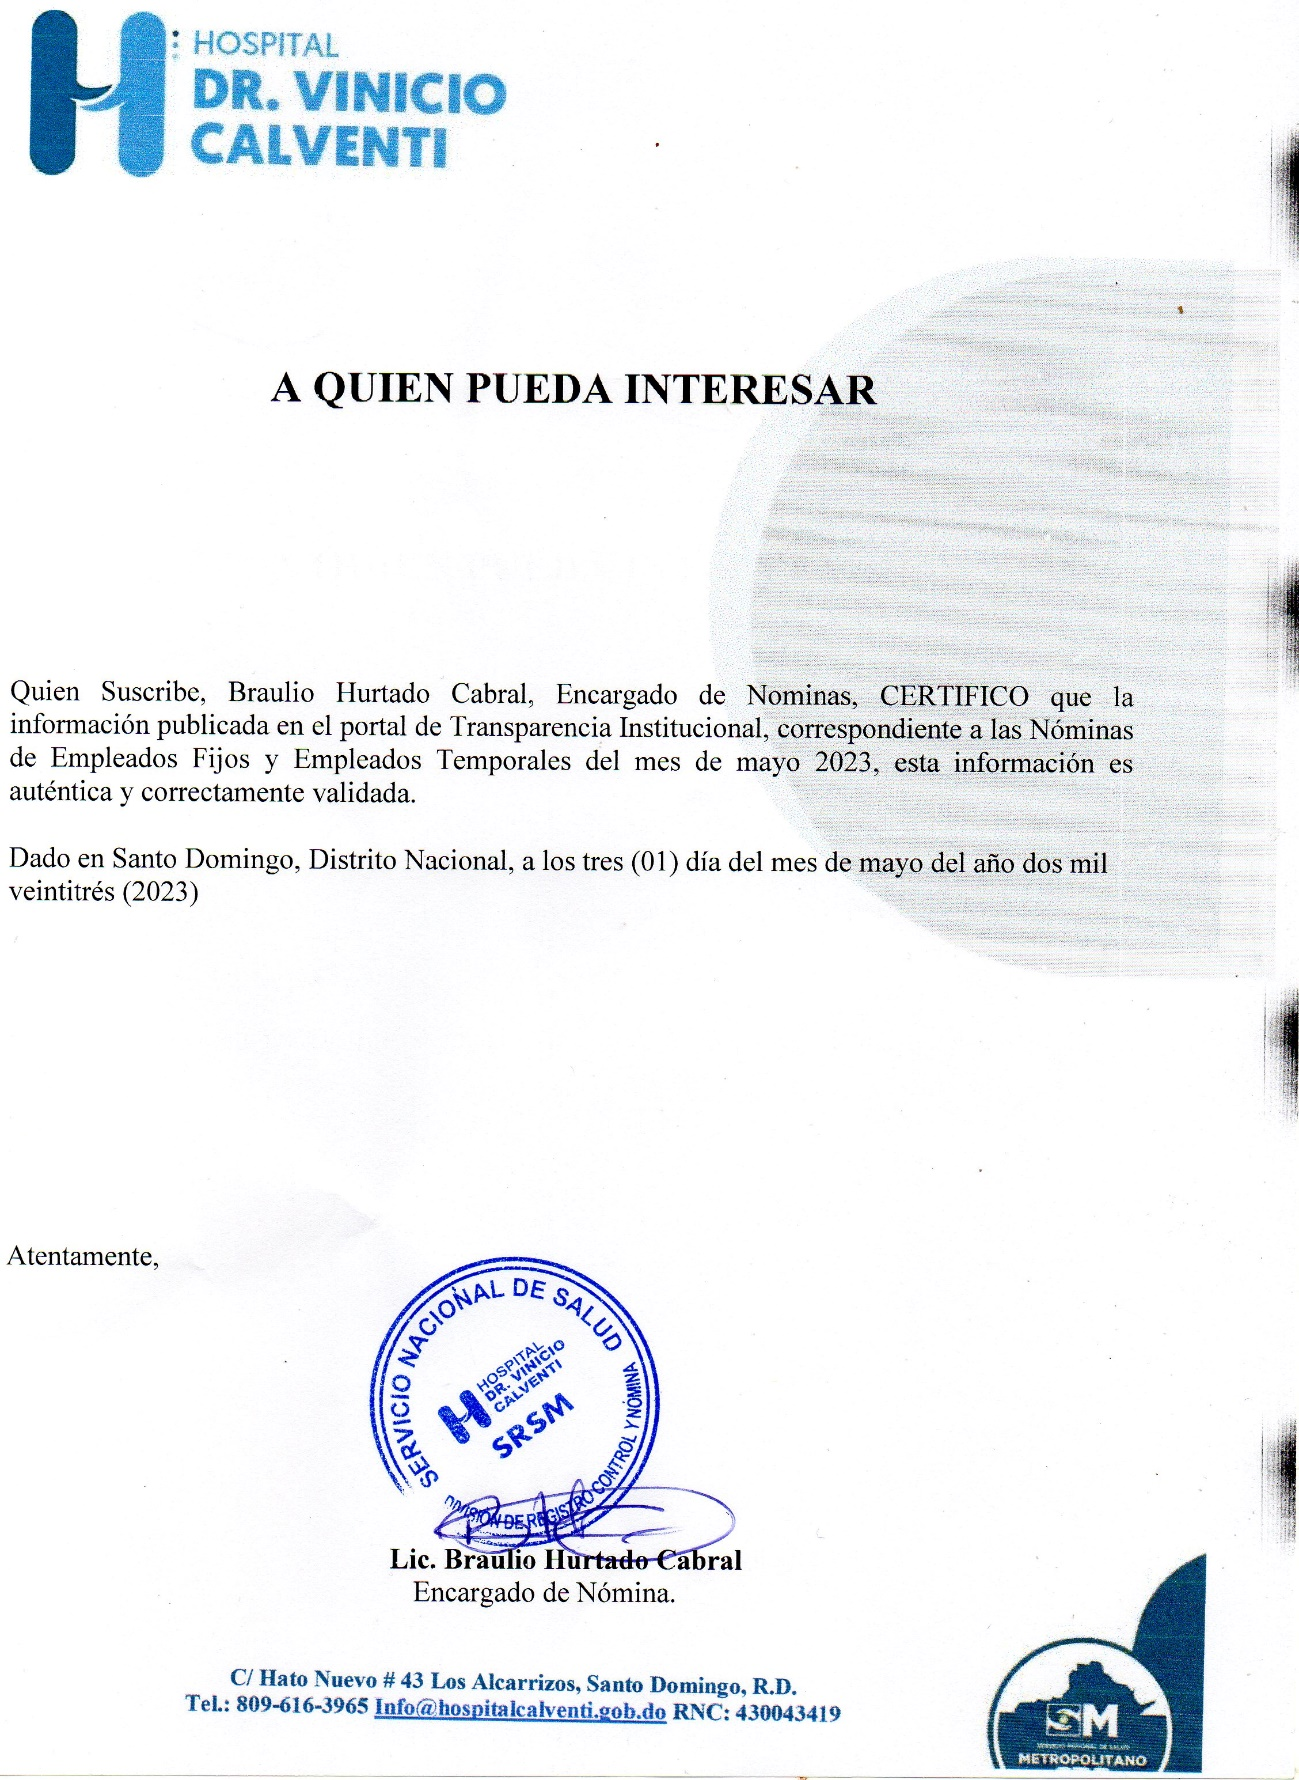 HOSPITAL
DR. VINICIO
CALVENTI
A QUIEN PUEDA INTERESAR
Quien Suscribe, Braulio Hurtado Cabral, Encargado de Nominas, CERTIFICO que la
información publicada en el portal de Transparencia Institucional, correspondiente a las Nóminas
de Empleados Fijos y Empleados Temporales del mes de mayo 2023, esta información es
auténtica y correctamente validada.
Dado en Santo Domingo, Distrito Nacional, a los tres (01) día del mes de mayo del año dos mil
veintitrés (2023)
Atentamente,
SERVICIO NACIONAL DE SALUD
HOSPITAL
DR. VINICIO
CALVENTI
SRSM
DIVISIÓN DE REGISTRO CONTROL Y NÓMINA
Lic. Braulio Hurtado Cabral
Encargado de Nómina.
C/ Hato Nuevo # 43 Los Alcarrizos, Santo Domingo, R.D.
Tel.: 809-616-3965 Info@hospitalcalventi.gob.do RNC: 430043419
SM
METROPOLITANO